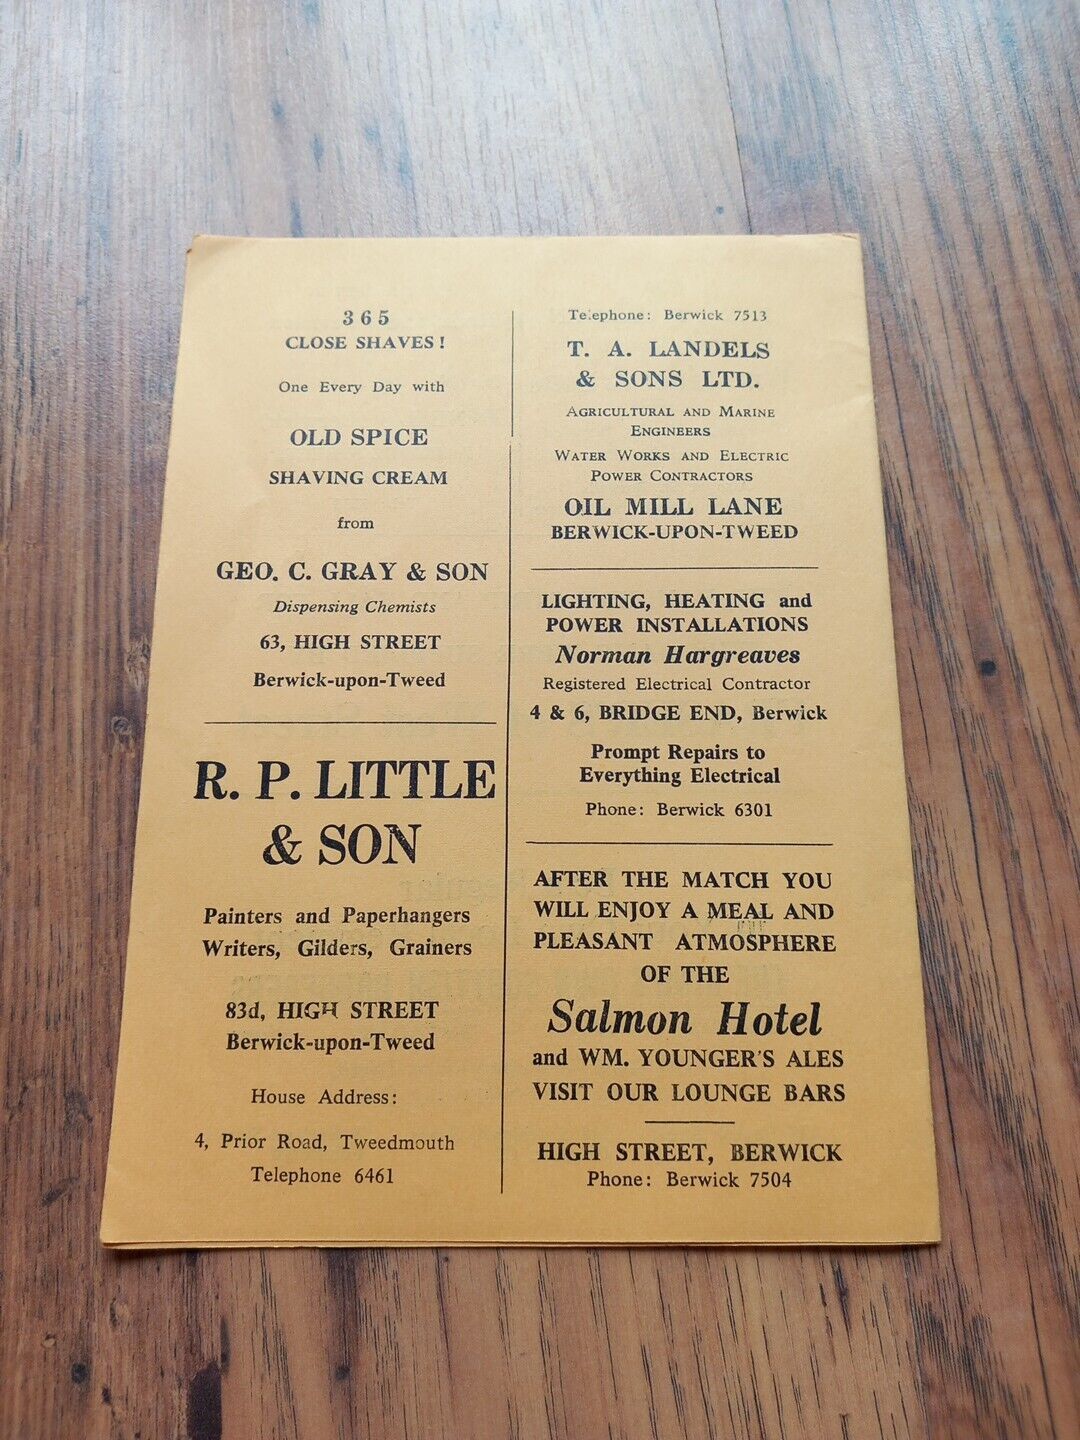 365
CLOSE SHAVES!
One Every Day with
OLD SPICE
SHAVING CREAM
from
GEO. C. GRAY & SON
Dispensing Chemists
63, HIGH STREET
Berwick-upon-Tweed
R. P. LITTLE
& SON
Painters and Paperhangers
Writers, Gilders, Grainers
83d, HIGH STREET
Berwick-upon-Tweed
House Address:
4, Prior Road, Tweedmouth
Telephone 6461
Telephone: Berwick 7513
T. A. LANDELS
& SONS LTD.
AGRICULTURAL AND MARINE
ENGINEERS
WATER WORKS AND ELECTRIC
POWER CONTRACTORS
OIL MILL LANE
BERWICK-UPON-TWEED
LIGHTING, HEATING and
POWER INSTALLATIONS
Norman Hargreaves
Registered Electrical Contractor
4 & 6, BRIDGE END, Berwick
Prompt Repairs to
Everything Electrical
Phone: Berwick 6301
AFTER THE MATCH YOU
WILL ENJOY A MEAL AND
PLEASANT ATMOSPHERE
OF THE
Salmon Hotel
and WM. YOUNGER'S ALES
VISIT OUR LOUNGE BARS
HIGH STREET, BERWICK
Phone: Berwick 7504